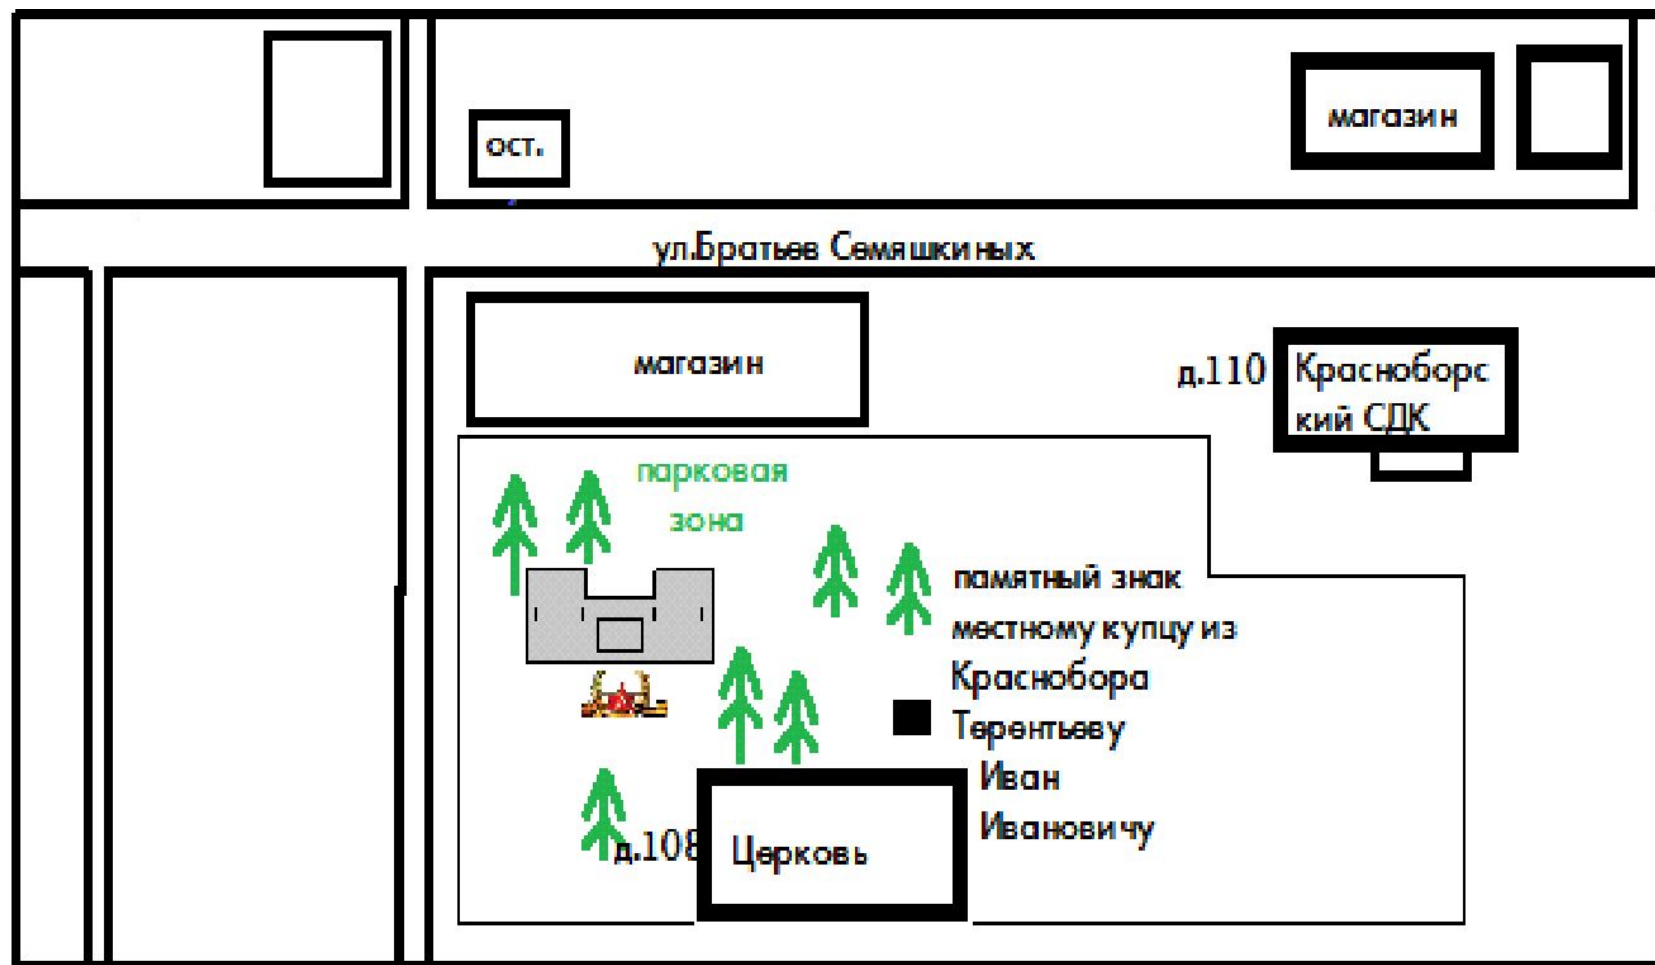 ост.
магазин
ул.Братьев Семяшкиных
магазин
д.110
Красноборс
кий СДК
парковая
зона
памятный знак
местному купцу из
Краснобора
Терентьеву
Иван
Ивановичу
д.108
Церковь